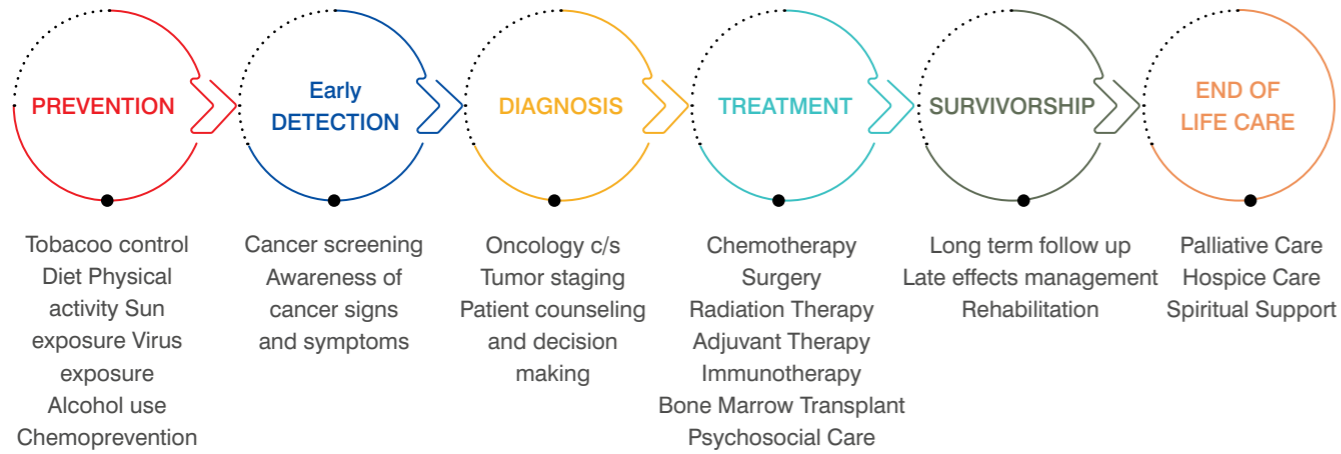 PREVENTION
Tobacoo control
Diet Physical
activity Sun
exposure Virus
exposure
Alcohol use
Chemoprevention
Early
DETECTION
Cancer screening
Awareness of
cancer signs
and symptoms
DIAGNOSIS
Oncology c/s
Tumor staging
Patient counseling
and decision
making
TREATMENT
Chemotherapy
Surgery
Radiation Therapy
Adjuvant Therapy
Immunotherapy
Bone Marrow Transplant
Psychosocial Care
SURVIVORSHIP
Long term follow up
Late effects management
Rehabilitation
END OF
LIFE CARE
Palliative Care
Hospice Care
Spiritual Support